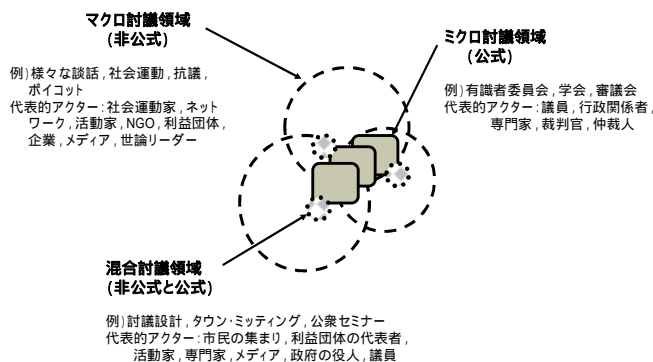 マクロ討議領域
(非公式)
例)様々な談話,社会運動,抗議,
ボイコット
代表的アクター:社会運動家,ネット
ワーク,活動家,NGO,利益団体,
企業,メディア,世論リーダー
ミクロ討議領域
(公式)
例)有識者委員会,学会,審議会
代表的アクター:議員,行政関係者,
専門家,裁判官,仲裁人
混合討議領域
(非公式と公式)
例)討議設計,タウン・ミッティング,公衆セミナー
代表的アクター:市民の集まり,利益団体の代表者,
活動家,専門家,メディア,政府の役人,議員